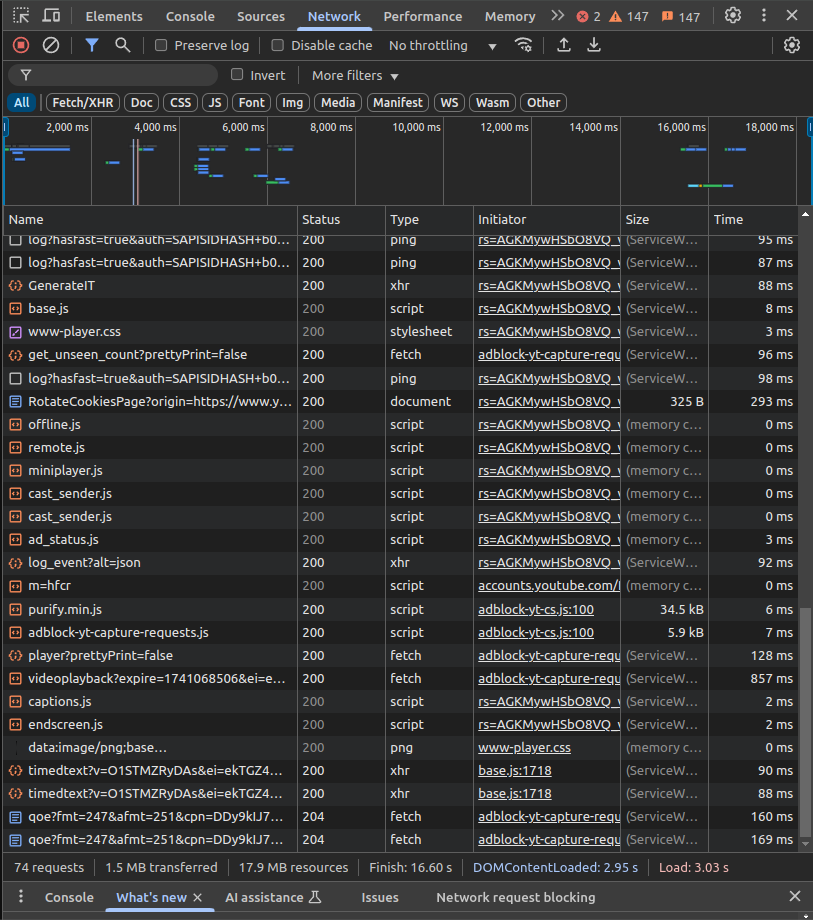 Elements Console Sources Network Performance Memory 2 147 147
Preserve log Disable cache No throttling
Invert More filters
All Fetch/XHR Doc CSS JS Font Img Media Manifest WS Wasm Other
2,000 ms 4,000 ms 6,000 ms 8,000 ms 10,000 ms 12,000 ms 14,000 ms 16,000 ms 18,000 ms
Name Status Type Initiator Size Time
log?hasfast=true&auth=SAPISIDHASH+b0… 200 ping rs=AGKMywHSbO8VQ_ (ServiceW… 95 ms
log?hasfast=true&auth=SAPISIDHASH+b0… 200 ping rs=AGKMywHSbO8VQ_ (ServiceW… 87 ms
GenerateIT 200 xhr rs=AGKMywHSbO8VQ_ (ServiceW… 88 ms
base.js 200 script rs=AGKMywHSbO8VQ_ (ServiceW… 8 ms
www-player.css 200 stylesheet rs=AGKMywHSbO8VQ_ (ServiceW… 3 ms
get_unseen_count?prettyPrint=false 200 fetch adblock-yt-capture-requ (ServiceW… 96 ms
log?hasfast=true&auth=SAPISIDHASH+b0… 200 ping rs=AGKMywHSbO8VQ_ (ServiceW… 98 ms
RotateCookiesPage?origin=https://www.y… 200 document rs=AGKMywHSbO8VQ_ 325 B 293 ms
offline.js 200 script rs=AGKMywHSbO8VQ_ (memory c… 0 ms
remote.js 200 script rs=AGKMywHSbO8VQ_ (memory c… 0 ms
miniplayer.js 200 script rs=AGKMywHSbO8VQ_ (memory c… 0 ms
cast_sender.js 200 script rs=AGKMywHSbO8VQ_ (memory c… 0 ms
cast_sender.js 200 script rs=AGKMywHSbO8VQ_ (memory c… 0 ms
ad_status.js 200 script rs=AGKMywHSbO8VQ_ (memory c… 3 ms
log_event?alt=json 200 xhr rs=AGKMywHSbO8VQ_ (ServiceW… 92 ms
m=hfcr 200 script accounts.youtube.com/ (memory c… 0 ms
purify.min.js 200 script adblock-yt-cs.js:100 34.5 kB 6 ms
adblock-yt-capture-requests.js 200 script adblock-yt-cs.js:100 5.9 kB 7 ms
player?prettyPrint=false 200 fetch adblock-yt-capture-requ (ServiceW… 128 ms
videoplayback?expire=1741068506&ei=e… 200 fetch adblock-yt-capture-requ (ServiceW… 857 ms
captions.js 200 script rs=AGKMywHSbO8VQ_ (ServiceW… 2 ms
endscreen.js 200 script rs=AGKMywHSbO8VQ_ (ServiceW… 2 ms
data:image/png;base… 200 png www-player.css (memory c… 0 ms
timedtext?v=O1STMZRyDAs&ei=ekTGZ4… 200 xhr base.js:1718 (ServiceW… 90 ms
timedtext?v=O1STMZRyDAs&ei=ekTGZ4… 200 xhr base.js:1718 (ServiceW… 88 ms
qoe?fmt=247&afmt=251&cpn=DDy9kIJ7… 204 fetch adblock-yt-capture-requ (ServiceW… 160 ms
qoe?fmt=247&afmt=251&cpn=DDy9kIJ7… 204 fetch adblock-yt-capture-requ (ServiceW… 169 ms
74 requests 1.5 MB transferred 17.9 MB resources Finish: 16.60 s DOMContentLoaded: 2.95 s Load: 3.03 s
Console What's new AI assistance Issues Network request blocking